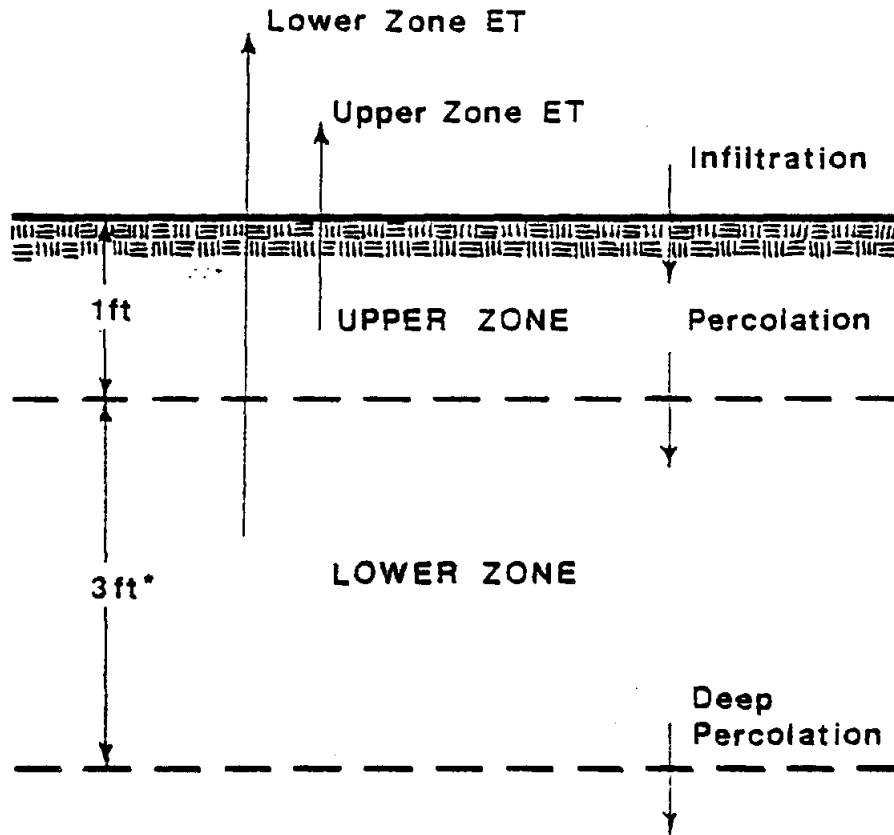 Lower Zone ET
Upper Zone ET
Infiltration
1ft
UPPER ZONE
Percolation
3ft*
LOWER ZONE
Deep
Percolation